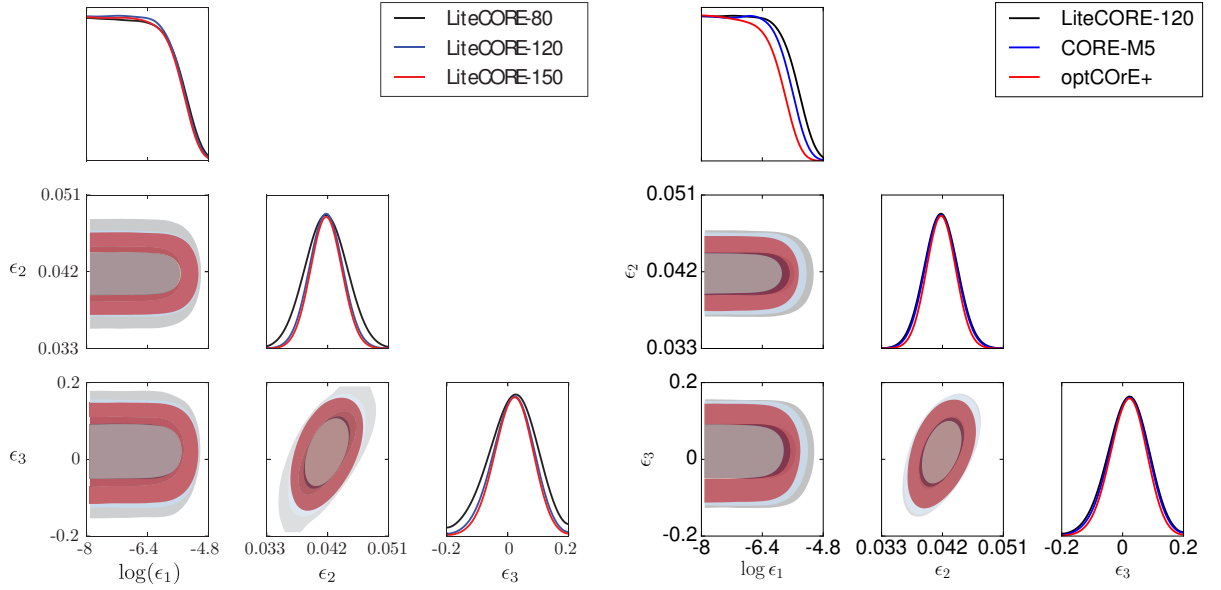 LiteCORE-80
LiteCORE-120
LiteCORE-150
0.051
ϵ2
0.042
0.033
0.2
ϵ3
0
-0.2
-8
-6.4
-4.8
log(ϵ1)
0.033
0.042
0.051
ϵ2
-0.2
0
0.2
ϵ3
LiteCORE-120
CORE-M5
optCOrE+
0.051
ϵ2
0.042
0.033
0.2
ϵ3
0
-0.2
-8
-6.4
-4.8
log ϵ1
0.033
0.042
0.051
ϵ2
-0.2
0
0.2
ϵ3